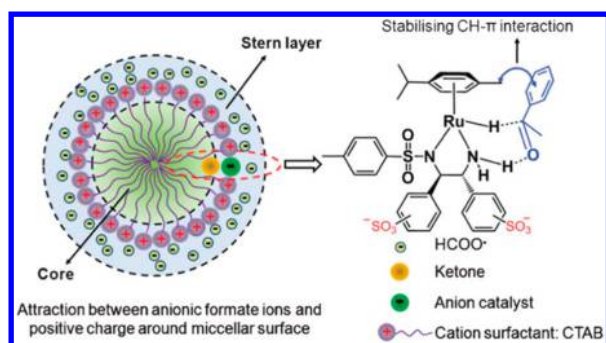 Stabilising CH-π interaction
Stern layer
Ru
H
O
S
N
N
H
H
O
O
SO₃⁻
SO₃⁻
Core
HCOO•
Ketone
Anion catalyst
Cation surfactant: CTAB
Attraction between anionic formate ions and
positive charge around miccellar surface